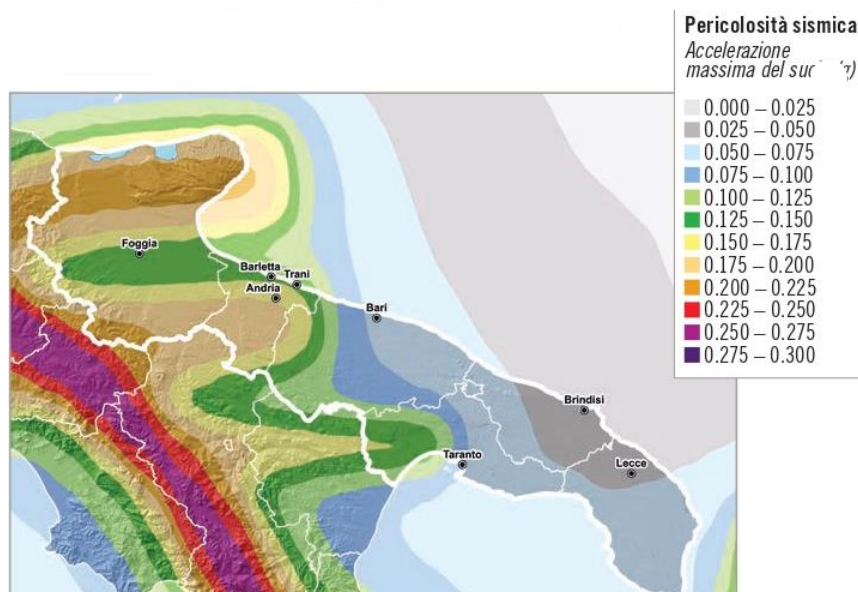 Pericolosità sismica
Accelerazione
massima del
0.000 – 0.025
0.025 – 0.050
0.050 – 0.075
0.075 – 0.100
0.100 – 0.125
0.125 – 0.150
0.150 – 0.175
0.175 – 0.200
0.200 – 0.225
0.225 – 0.250
0.250 – 0.275
0.275 – 0.300
Foggia
Barletta
Trani
Andria
Bari
Brindisi
Taranto
Lecce